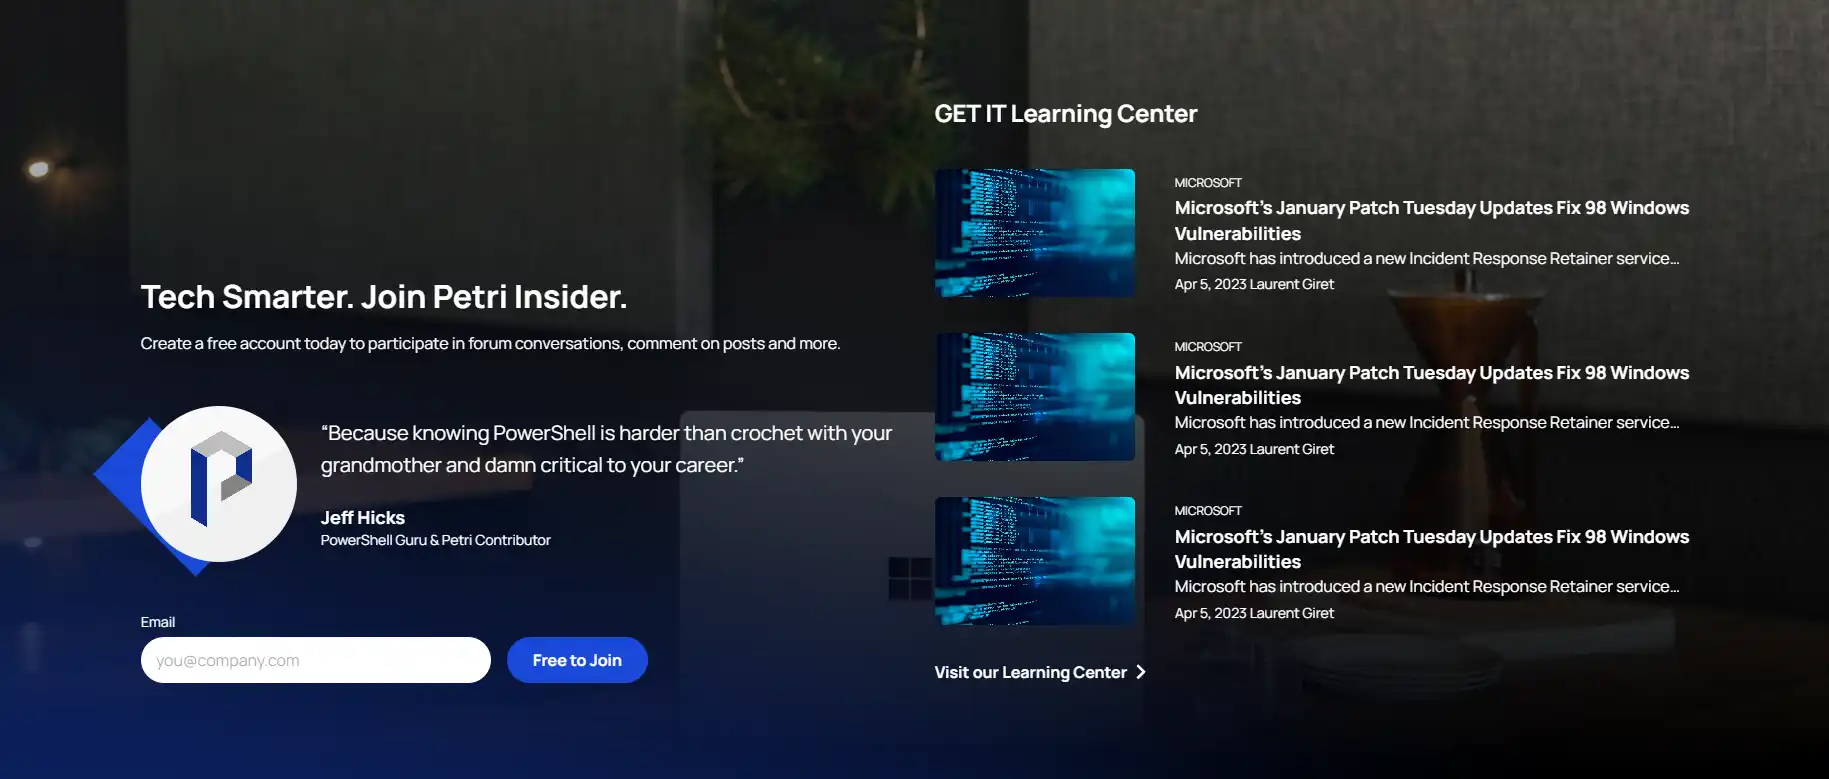 Tech Smarter. Join Petri Insider.
Create a free account today to participate in forum conversations, comment on posts and more.
“Because knowing PowerShell is harder than crochet with your
grandmother and damn critical to your career.”
Jeff Hicks
PowerShell Guru & Petri Contributor
Email
you@company.com
Free to Join
GET IT Learning Center
MICROSOFT
Microsoft’s January Patch Tuesday Updates Fix 98 Windows
Vulnerabilities
Microsoft has introduced a new Incident Response Retainer service...
Apr 5, 2023 Laurent Giret
MICROSOFT
Microsoft’s January Patch Tuesday Updates Fix 98 Windows
Vulnerabilities
Microsoft has introduced a new Incident Response Retainer service...
Apr 5, 2023 Laurent Giret
MICROSOFT
Microsoft’s January Patch Tuesday Updates Fix 98 Windows
Vulnerabilities
Microsoft has introduced a new Incident Response Retainer service...
Apr 5, 2023 Laurent Giret
Visit our Learning Center